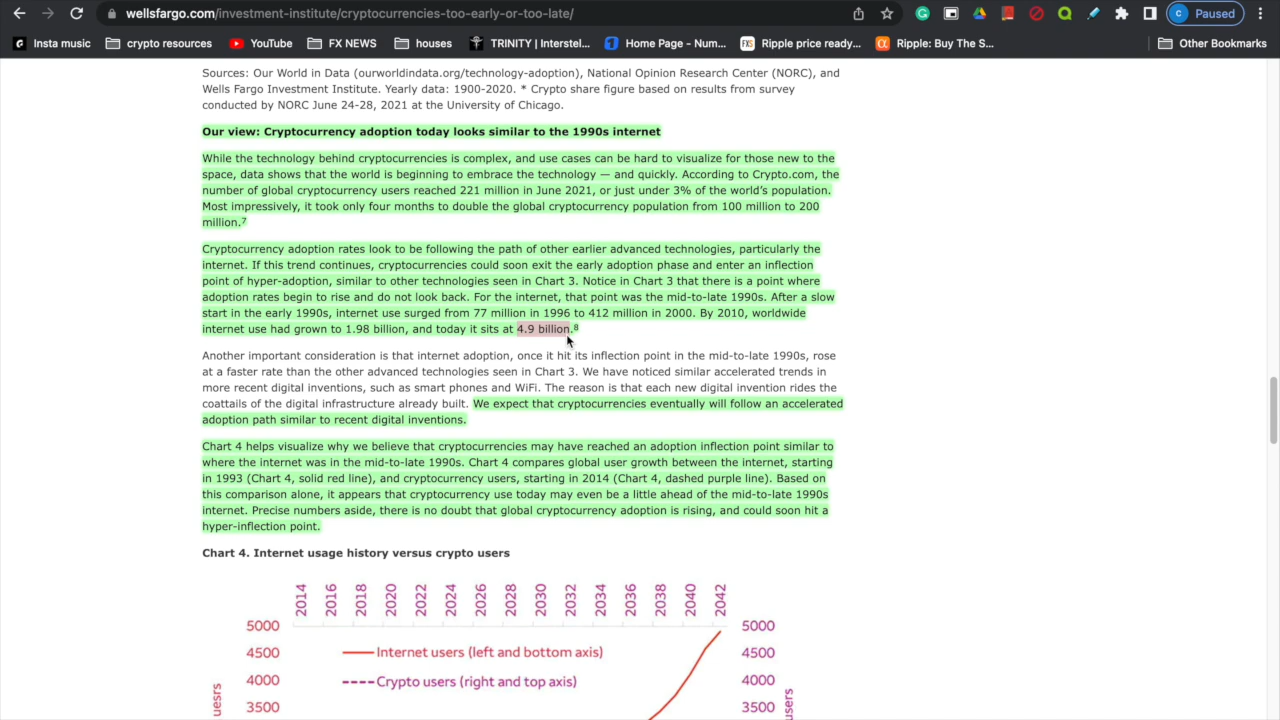 wellsfargo.com/investment-institute/cryptocurrencies-too-early-or-too-late/
C Paused
Insta music crypto resources YouTube FX NEWS houses TRINITY | Interstel... Home Page - Num... FXS Ripple price ready... Ripple: Buy The S... Other Bookmarks
Sources: Our World in Data (ourworldindata.org/technology-adoption), National Opinion Research Center (NORC), and
Wells Fargo Investment Institute. Yearly data: 1900-2020. * Crypto share figure based on results from survey
conducted by NORC June 24-28, 2021 at the University of Chicago.
Our view: Cryptocurrency adoption today looks similar to the 1990s internet
While the technology behind cryptocurrencies is complex, and use cases can be hard to visualize for those new to the
space, data shows that the world is beginning to embrace the technology — and quickly. According to Crypto.com, the
number of global cryptocurrency users reached 221 million in June 2021, or just under 3% of the world's population.
Most impressively, it took only four months to double the global cryptocurrency population from 100 million to 200
million.7
Cryptocurrency adoption rates look to be following the path of other earlier advanced technologies, particularly the
internet. If this trend continues, cryptocurrencies could soon exit the early adoption phase and enter an inflection
point of hyper-adoption, similar to other technologies seen in Chart 3. Notice in Chart 3 that there is a point where
adoption rates begin to rise and do not look back. For the internet, that point was the mid-to-late 1990s. After a slow
start in the early 1990s, internet use surged from 77 million in 1996 to 412 million in 2000. By 2010, worldwide
internet use had grown to 1.98 billion, and today it sits at 4.9 billion.8
Another important consideration is that internet adoption, once it hit its inflection point in the mid-to-late 1990s, rose
at a faster rate than the other advanced technologies seen in Chart 3. We have noticed similar accelerated trends in
more recent digital inventions, such as smart phones and WiFi. The reason is that each new digital invention rides the
coattails of the digital infrastructure already built. We expect that cryptocurrencies eventually will follow an accelerated
adoption path similar to recent digital inventions.
Chart 4 helps visualize why we believe that cryptocurrencies may have reached an adoption inflection point similar to
where the internet was in the mid-to-late 1990s. Chart 4 compares global user growth between the internet, starting
in 1993 (Chart 4, solid red line), and cryptocurrency users, starting in 2014 (Chart 4, dashed purple line). Based on
this comparison alone, it appears that cryptocurrency use today may even be a little ahead of the mid-to-late 1990s
internet. Precise numbers aside, there is no doubt that global cryptocurrency adoption is rising, and could soon hit a
hyper-inflection point.
Chart 4. Internet usage history versus crypto users
2014 2016 2018 2020 2022 2024 2026 2028 2030 2032 2034 2036 2038 2040 2042
5000 5000
4500 Internet users (left and bottom axis) 4500
4000 Crypto users (right and top axis) 4000
3500 3500
users